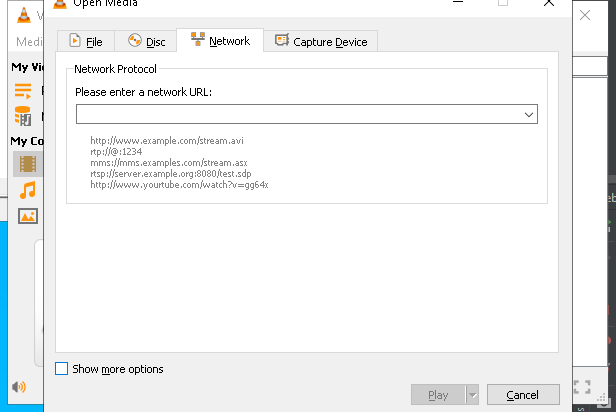 Open Media
Medi
File
Disc
Network
Capture Device
My Vi
My Co
Network Protocol
Please enter a network URL:
http://www.example.com/stream.avi
rtp://@:1234
mms://mms.examples.com/stream.asx
rtsp://server.example.org:8080/test.sdp
http://www.yourtube.com/watch?v=gg64x
Show more options
Play
Cancel